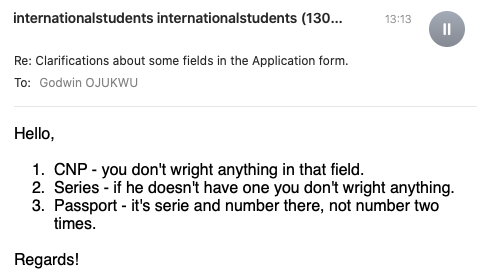 internationalstudents internationalstudents (130...
13:13
II
Re: Clarifications about some fields in the Application form.
To: Godwin OJUKWU
Hello,
1. CNP - you don't wright anything in that field.
2. Series - if he doesn't have one you don't wright anything.
3. Passport - it's serie and number there, not number two
times.
Regards!